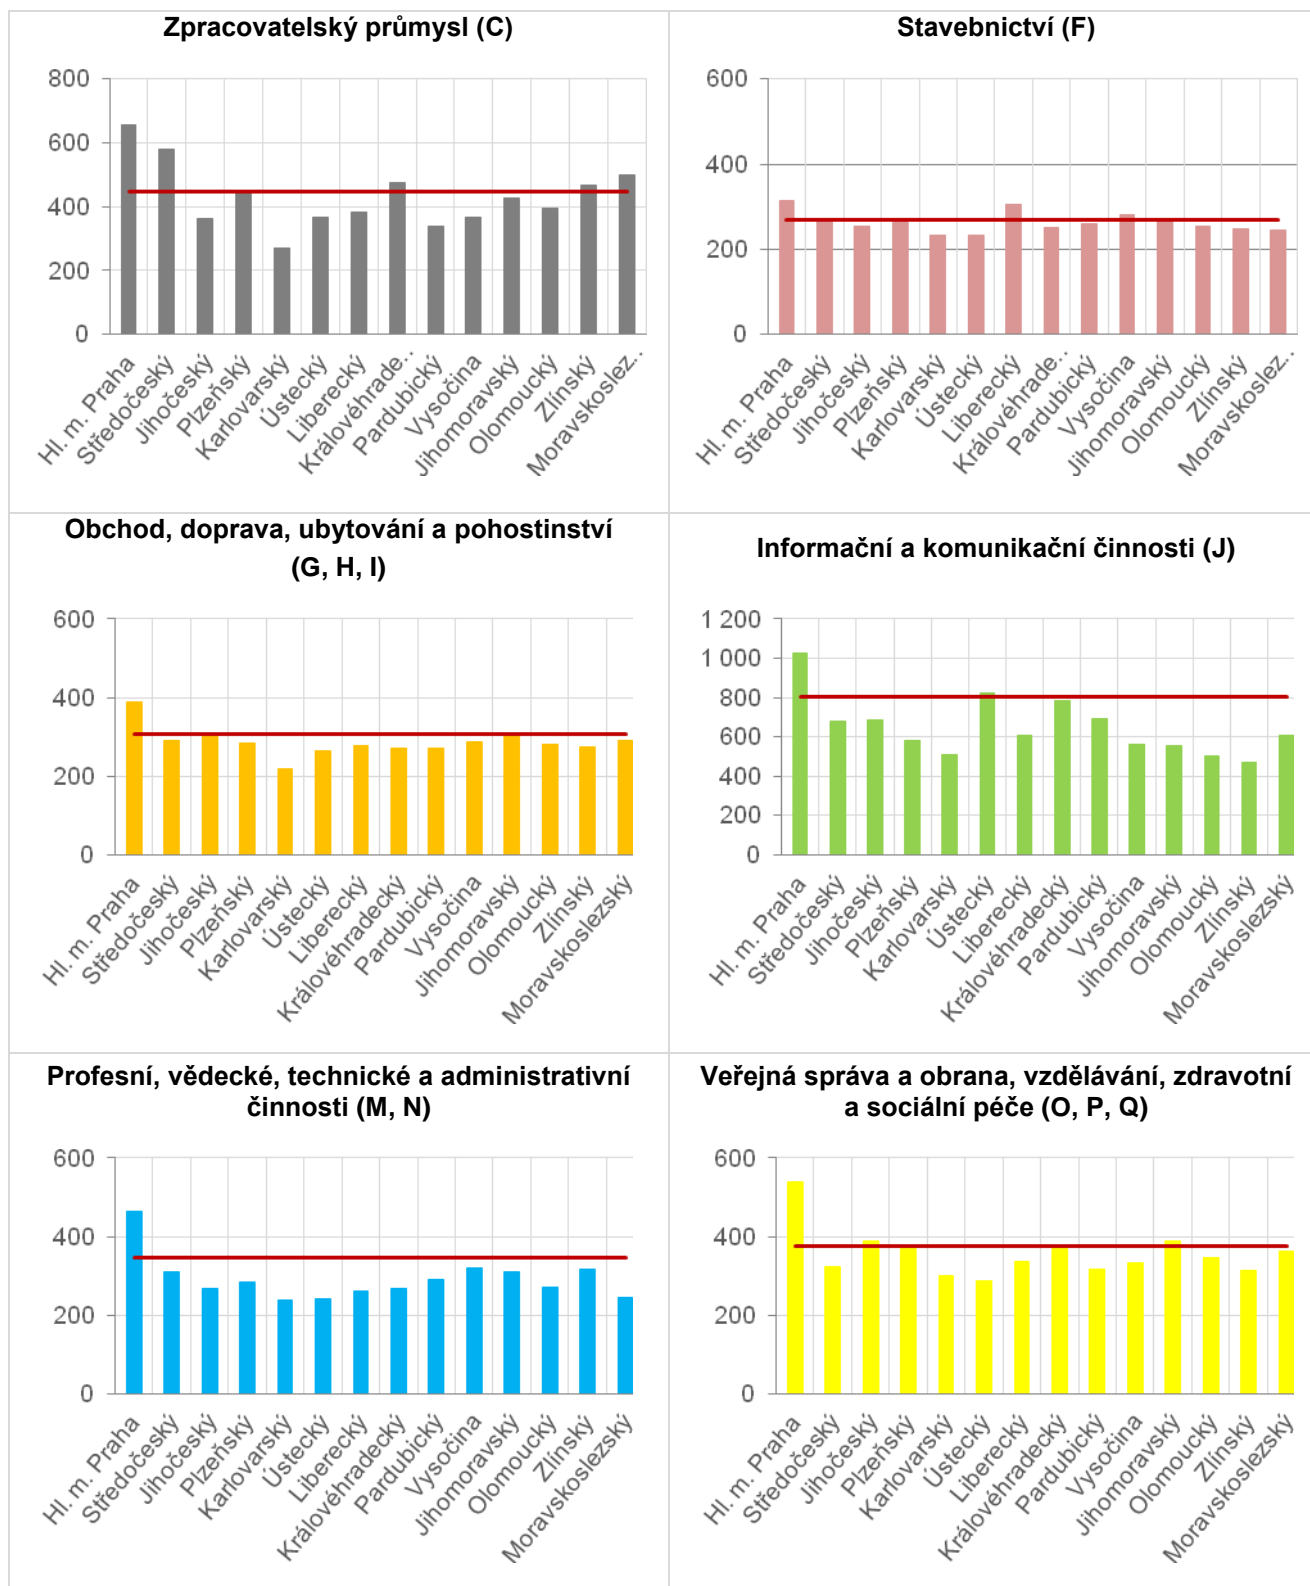 Zpracovatelský průmysl (C)
800
600
400
200
0
Hl. m. Praha
Středočeský
Jihočeský
Plzeňský
Karlovarský
Ústecký
Liberecký
Královéhrade..
Pardubický
Vysočina
Jihomoravský
Olomoucký
Zlínský
Moravskoslez..
Stavebnictví (F)
600
400
200
0
Hl. m. Praha
Středočeský
Jihočeský
Plzeňský
Karlovarský
Ústecký
Liberecký
Královéhrade..
Pardubický
Vysočina
Jihomoravský
Olomoucký
Zlínský
Moravskoslez..
Obchod, doprava, ubytování a pohostinství
(G, H, I)
600
400
200
0
Hl. m. Praha
Středočeský
Jihočeský
Plzeňský
Karlovarský
Ústecký
Liberecký
Královéhradecký
Pardubický
Vysočina
Jihomoravský
Olomoucký
Zlínský
Moravskoslezský
Informační a komunikační činnosti (J)
1 200
1 000
800
600
400
200
0
Hl. m. Praha
Středočeský
Jihočeský
Plzeňský
Karlovarský
Ústecký
Liberecký
Královéhradecký
Pardubický
Vysočina
Jihomoravský
Olomoucký
Zlínský
Moravskoslezský
Profesní, vědecké, technické a administrativní
činnosti (M, N)
600
400
200
0
Hl. m. Praha
Středočeský
Jihočeský
Plzeňský
Karlovarský
Ústecký
Liberecký
Královéhradecký
Pardubický
Vysočina
Jihomoravský
Olomoucký
Zlínský
Moravskoslezský
Veřejná správa a obrana, vzdělávání, zdravotní
a sociální péče (O, P, Q)
600
400
200
0
Hl. m. Praha
Středočeský
Jihočeský
Plzeňský
Karlovarský
Ústecký
Liberecký
Královéhradecký
Pardubický
Vysočina
Jihomoravský
Olomoucký
Zlínský
Moravskoslezský